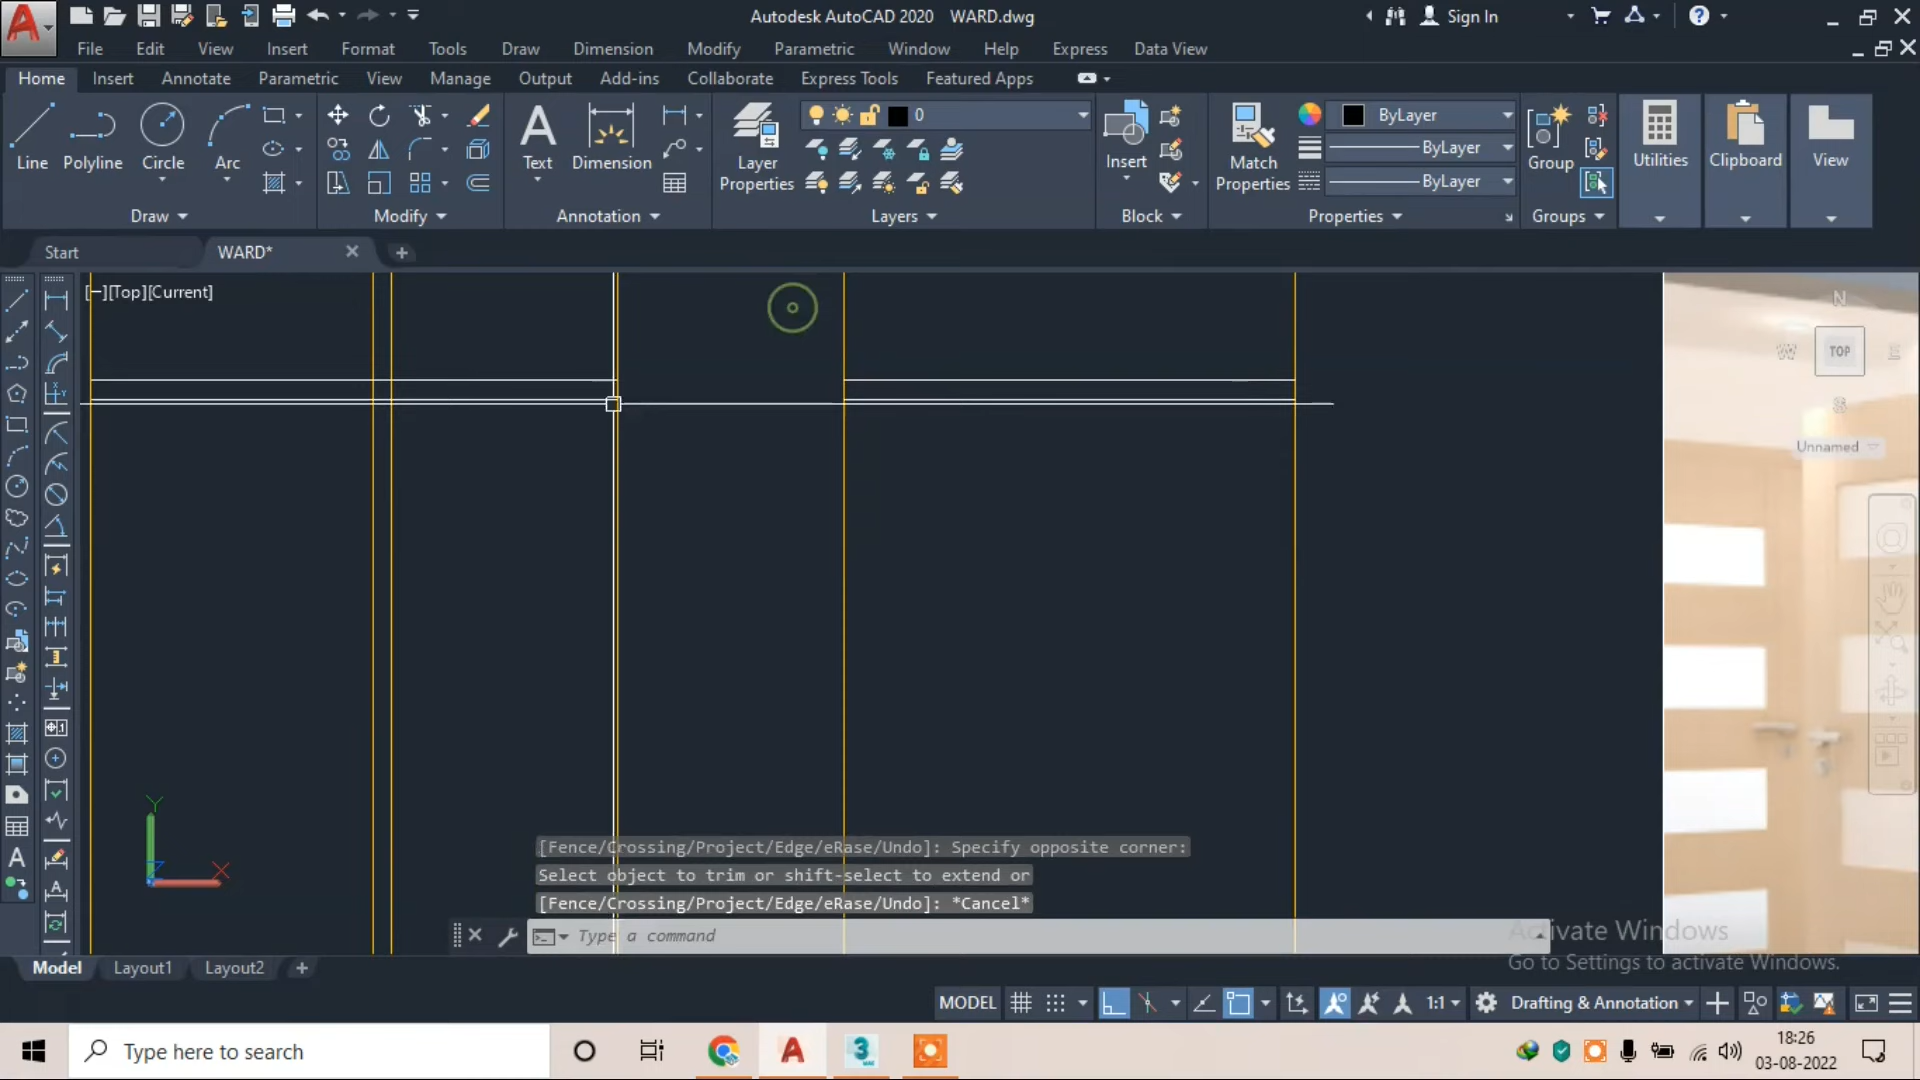 Autodesk AutoCAD 2020 WARD.dwg
Sign In
File Edit View Insert Format Tools Draw Dimension Modify Parametric Window Help Express Data View
Home Insert Annotate Parametric View Manage Output Add-ins Collaborate Express Tools Featured Apps
0
ByLayer
ByLayer
ByLayer
Line Polyline Circle Arc
Text Dimension
Layer Properties
Insert
Match Properties
Group
Utilities Clipboard View
Draw Modify Annotation Layers Block Properties Groups
Start WARD*
[−][Top][Current]
N
W TOP E
S
Unnamed
Y
Z
X
[Fence/Crossing/Project/Edge/eRase/Undo]: Specify opposite corner:
Select object to trim or shift-select to extend or
[Fence/Crossing/Project/Edge/eRase/Undo]: *Cancel*
Type a command
Activate Windows
Go to Settings to activate Windows.
Model Layout1 Layout2
MODEL 1:1 Drafting & Annotation
Type here to search
18:26
03-08-2022